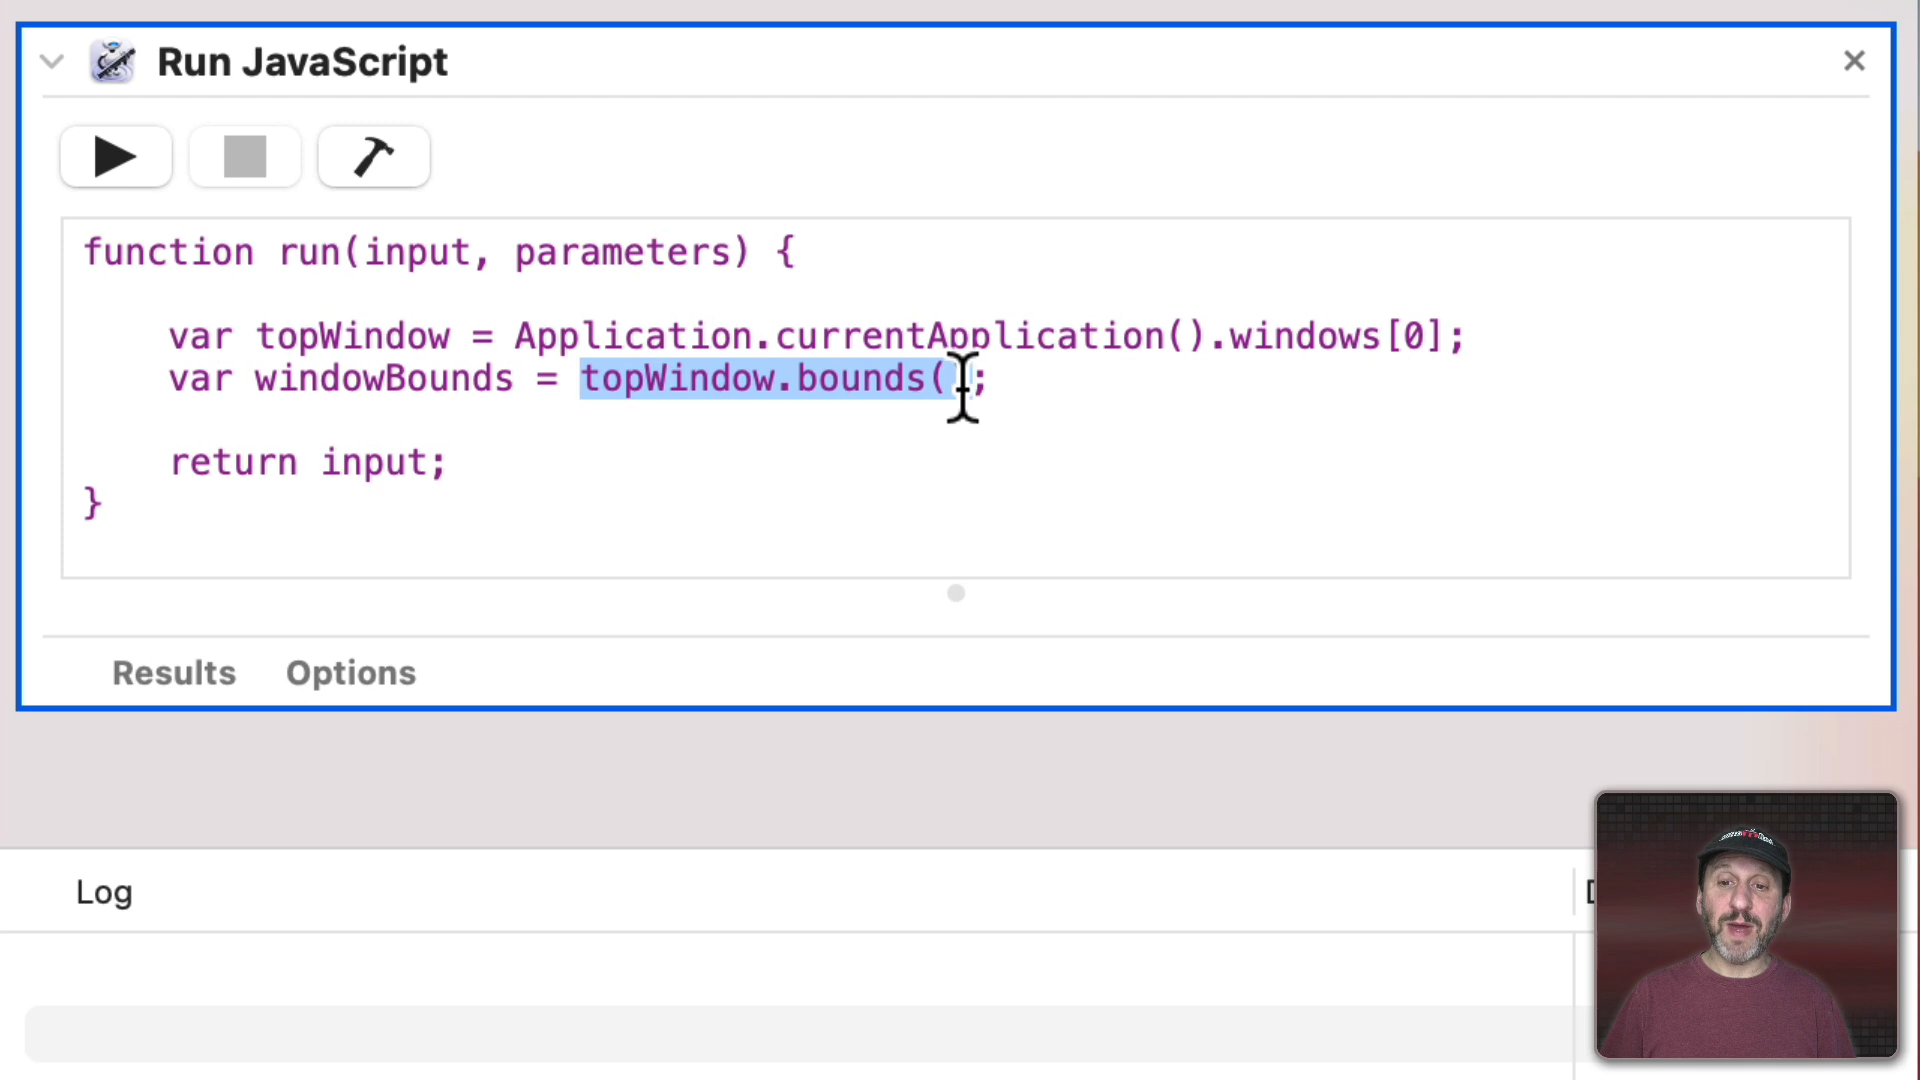 Run JavaScript
function run(input, parameters) {
var topWindow = Application.currentApplication().windows[0];
var windowBounds = topWindow.bounds();
return input;
}
Results Options
Log